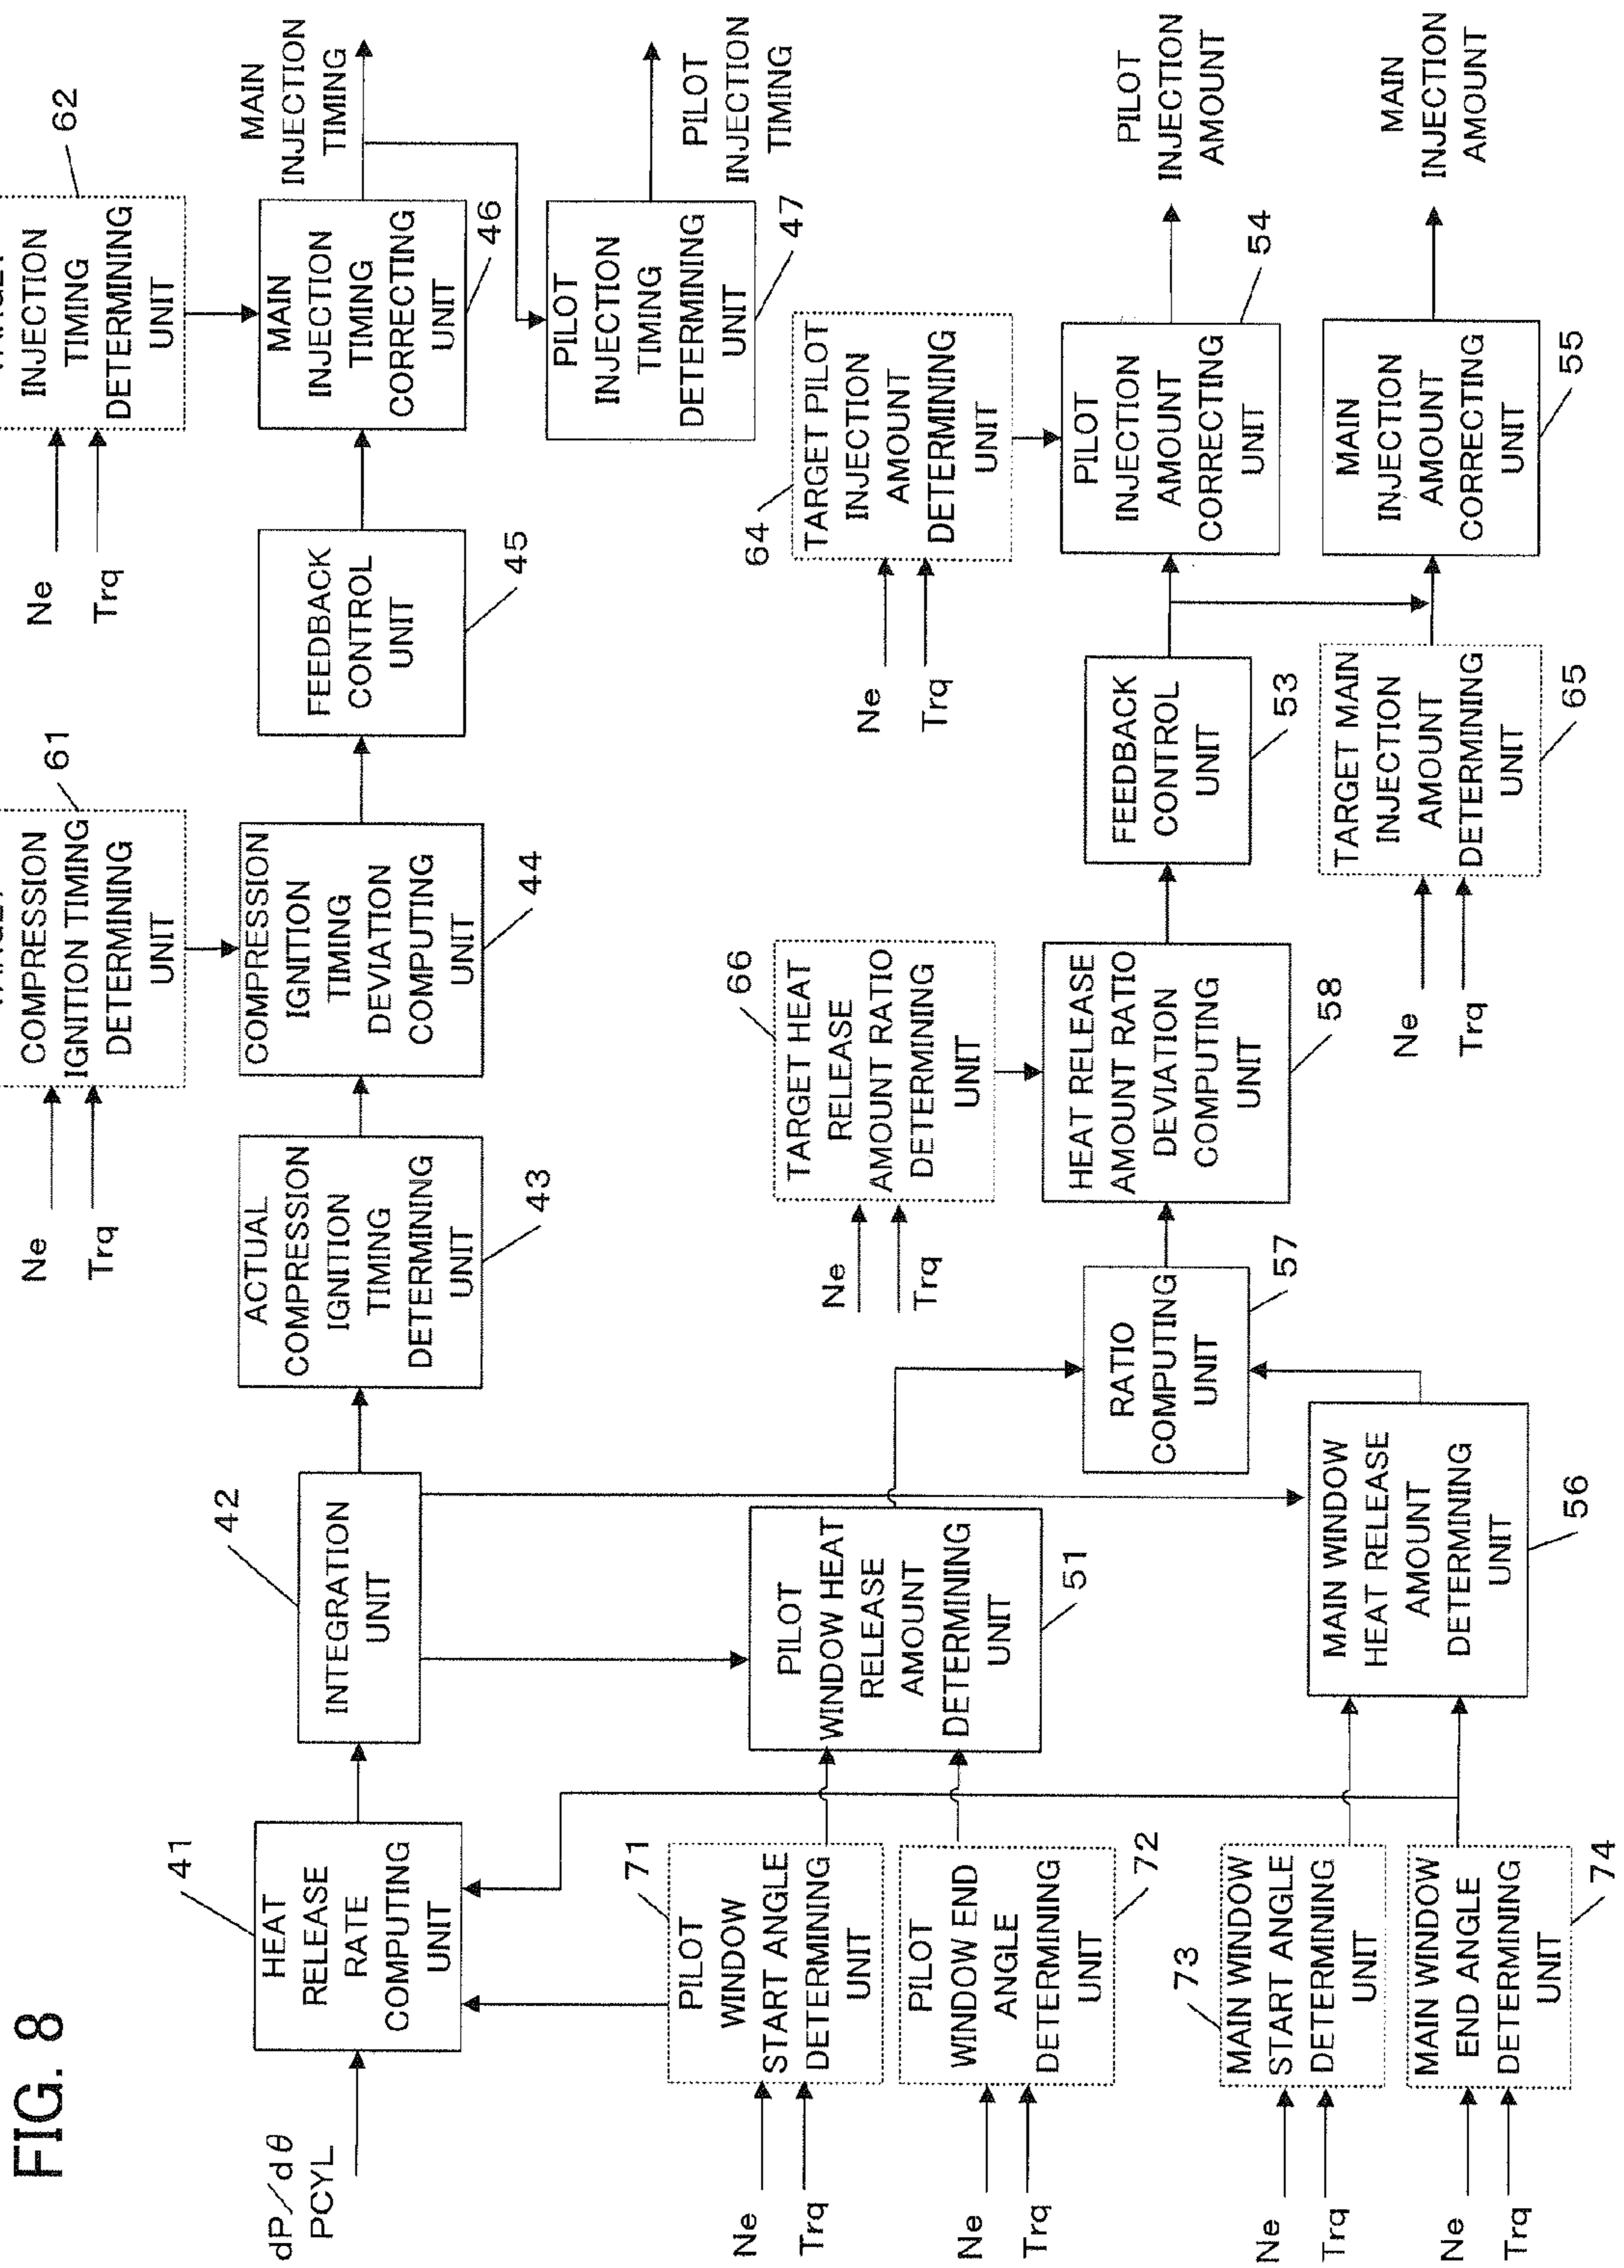 FIG. 8
dP/dθ
PCYL
HEAT
RELEASE
RATE
COMPUTING
UNIT
41
INTEGRATION
UNIT
42
ACTUAL
COMPRESSION
IGNITION
TIMING
DETERMINING
UNIT
43
Ne
Trq
COMPRESSION
IGNITION TIMING
DETERMINING
UNIT
61
COMPRESSION
IGNITION
TIMING
DEVIATION
COMPUTING
UNIT
44
FEEDBACK
CONTROL
UNIT
45
Ne
Trq
INJECTION
TIMING
DETERMINING
UNIT
62
MAIN
INJECTION
TIMING
CORRECTING
UNIT
46
MAIN
INJECTION
TIMING
PILOT
INJECTION
TIMING
DETERMINING
UNIT
47
PILOT
INJECTION
TIMING
Ne
Trq
PILOT
WINDOW
START ANGLE
DETERMINING
UNIT
71
Ne
Trq
PILOT
WINDOW END
ANGLE
DETERMINING
UNIT
72
PILOT
WINDOW HEAT
RELEASE
AMOUNT
DETERMINING
UNIT
51
Ne
Trq
MAIN WINDOW
START ANGLE
DETERMINING
UNIT
73
Ne
Trq
MAIN WINDOW
END ANGLE
DETERMINING
UNIT
74
MAIN WINDOW
HEAT RELEASE
AMOUNT
DETERMINING
UNIT
56
RATIO
COMPUTING
UNIT
57
Ne
Trq
TARGET HEAT
RELEASE
AMOUNT RATIO
DETERMINING
UNIT
66
HEAT RELEASE
AMOUNT RATIO
DEVIATION
COMPUTING
UNIT
58
FEEDBACK
CONTROL
UNIT
53
Ne
Trq
TARGET PILOT
INJECTION
AMOUNT
DETERMINING
UNIT
64
PILOT
INJECTION
AMOUNT
CORRECTING
UNIT
54
PILOT
INJECTION
AMOUNT
Ne
Trq
TARGET MAIN
INJECTION
AMOUNT
DETERMINING
UNIT
65
MAIN
INJECTION
AMOUNT
CORRECTING
UNIT
55
MAIN
INJECTION
AMOUNT